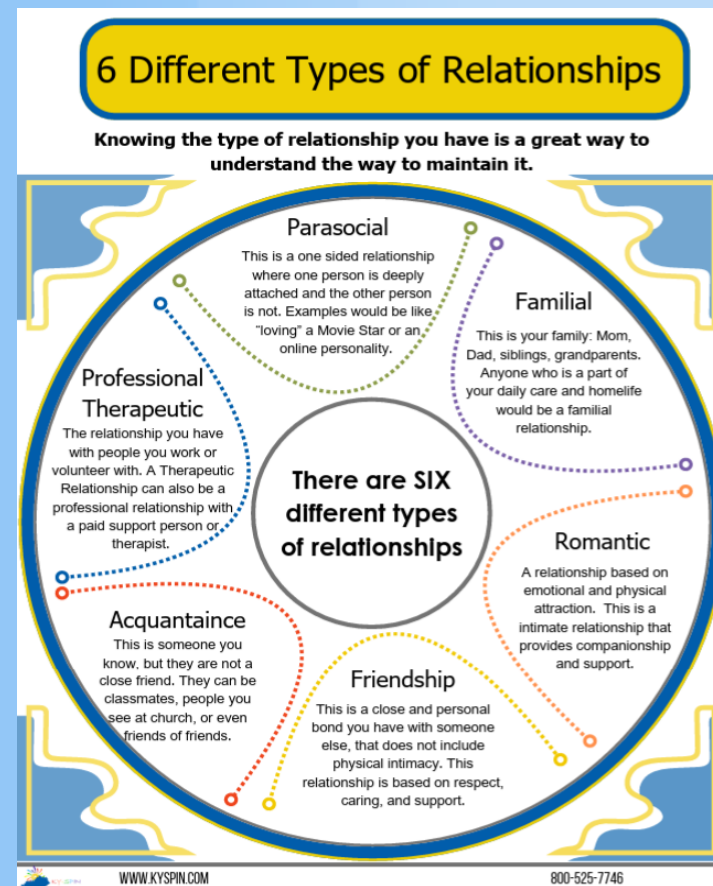 6 Different Types of Relationships
Knowing the type of relationship you have is a great way to
understand the way to maintain it.
Parasocial
This is a one sided relationship
where one person is deeply
attached and the other person
is not. Examples would be like
"loving" a Movie Star or an
online personality.
Familial
This is your family: Mom,
Dad, siblings, grandparents.
Anyone who is a part of
your daily care and homelife
would be a familial
relationship.
Professional
Therapeutic
The relationship you have
with people you work or
volunteer with. A Therapeutic
Relationship can also be a
professional relationship with
a paid support person or
therapist.
There are SIX
different types
of relationships
Romantic
A relationship based on
emotional and physical
attraction. This is a
intimate relationship that
provides companionship
and support.
Acquantaince
This is someone you
know, but they are not a
close friend. They can be
classmates, people you
see at church, or even
friends of friends.
Friendship
This is a close and personal
bond you have with someone
else, that does not include
physical intimacy. This
relationship is based on respect,
caring, and support.
WWW.KYSPIN.COM
800-525-7746